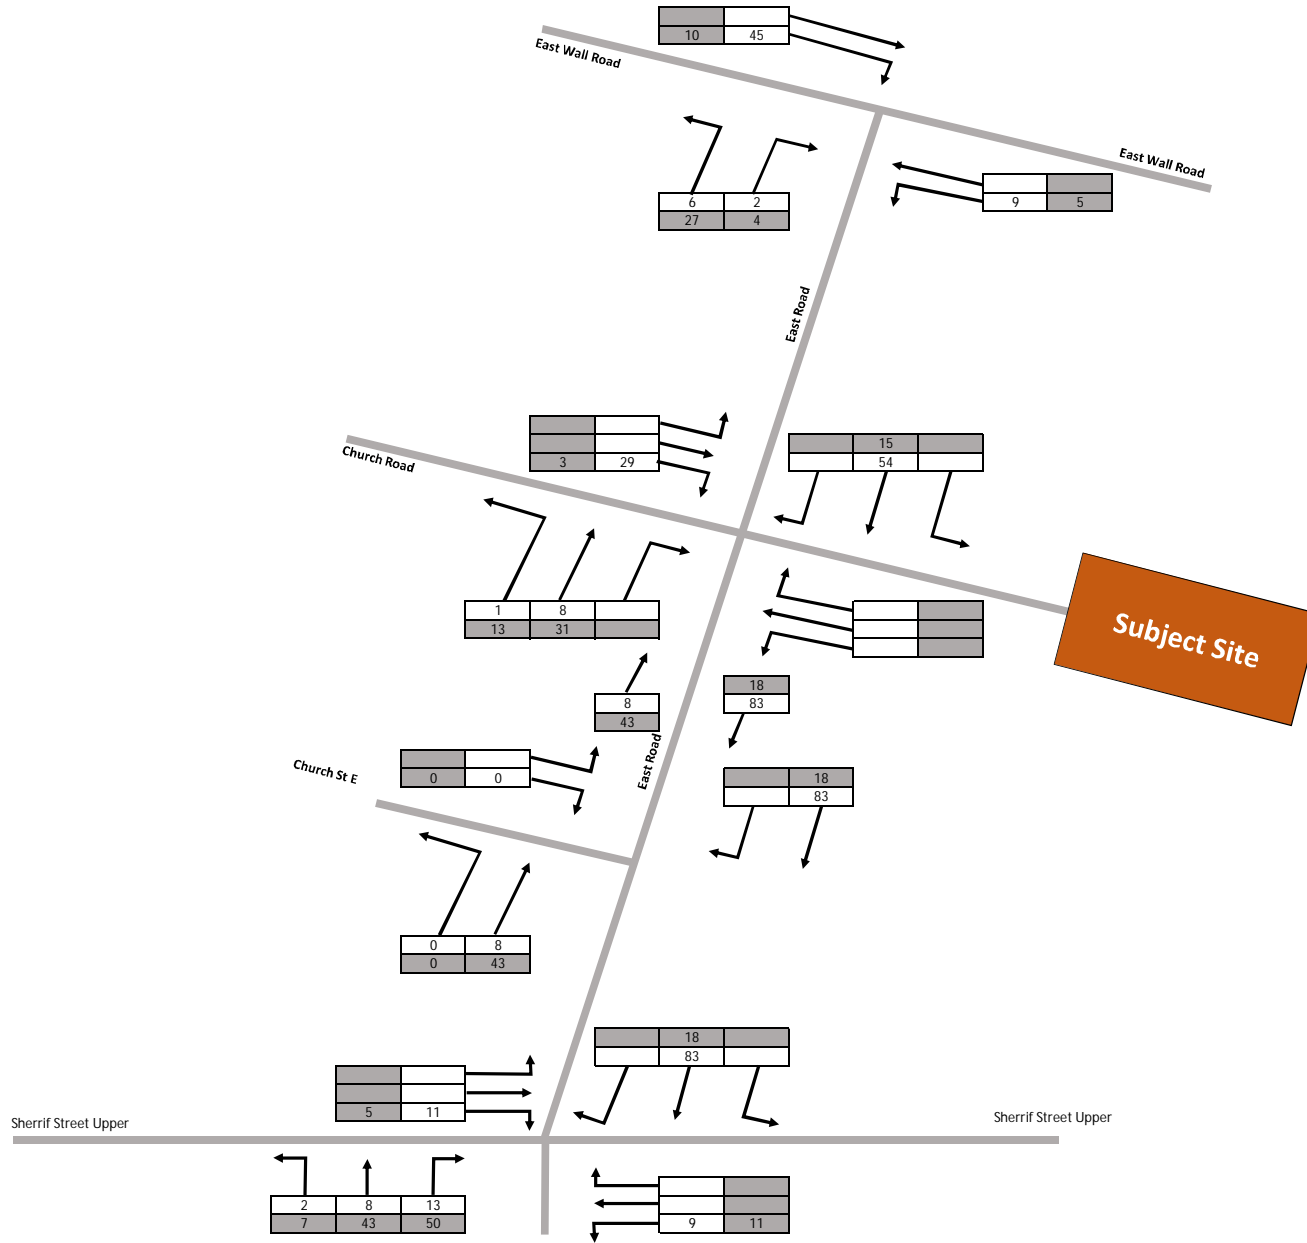 10 45
East Wall Road
East Wall Road
9 5
6 2
27 4
East Road
15
54
3 29
Church Road
1 8
13 31
Subject Site
18
83
8
43
East Road
0 0
Church St E
18
83
0 8
0 43
18
83
5 11
Sherrif Street Upper
Sherrif Street Upper
2 8 13
7 43 50
9 11